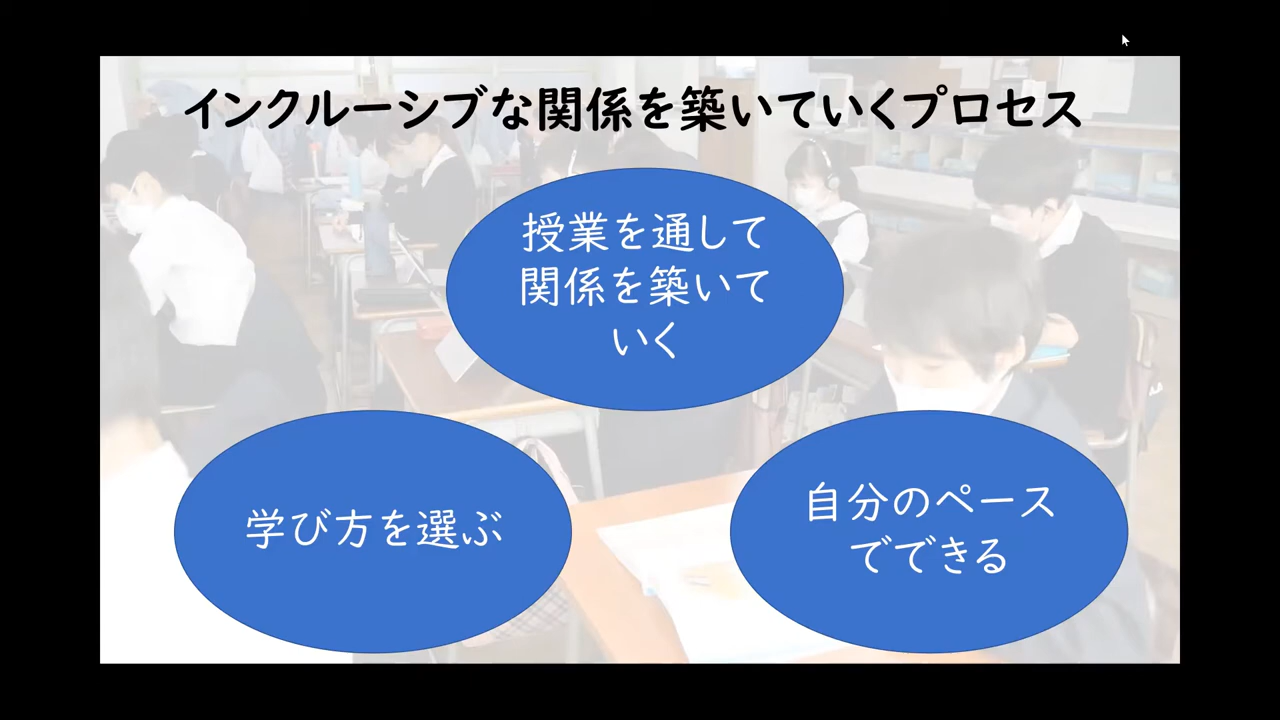 インクルーシブな関係を築いていくプロセス
授業を通して
関係を築いて
いく
学び方を選ぶ
自分のペース
でできる